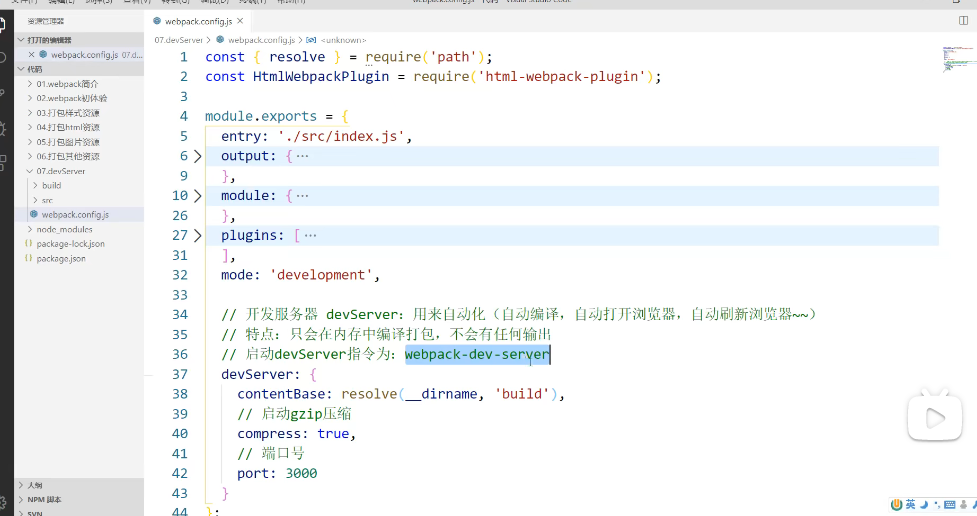 webpack.config.js
资源管理器
打开的编辑器
webpack.config.js 07.d...
代码
01.webpack简介
02.webpack初体验
03.打包样式资源
04.打包html资源
05.打包图片资源
06.打包其他资源
07.devServer
build
src
webpack.config.js
node_modules
package-lock.json
package.json
大纲
NPM 脚本
SVN
07.devServer > webpack.config.js > <unknown>
1 const { resolve } = require('path');
2 const HtmlWebpackPlugin = require('html-webpack-plugin');
3
4 module.exports = {
5 entry: './src/index.js',
6 output: { ...
9 },
10 module: { ...
26 },
27 plugins: [ ...
31 ],
32 mode: 'development',
33
34 // 开发服务器 devServer：用来自动化（自动编译，自动打开浏览器，自动刷新浏览器~~）
35 // 特点：只会在内存中编译打包，不会有任何输出
36 // 启动devServer指令为：webpack-dev-server
37 devServer: {
38 contentBase: resolve(__dirname, 'build'),
39 // 启动gzip压缩
40 compress: true,
41 // 端口号
42 port: 3000
43 }
44 };
英